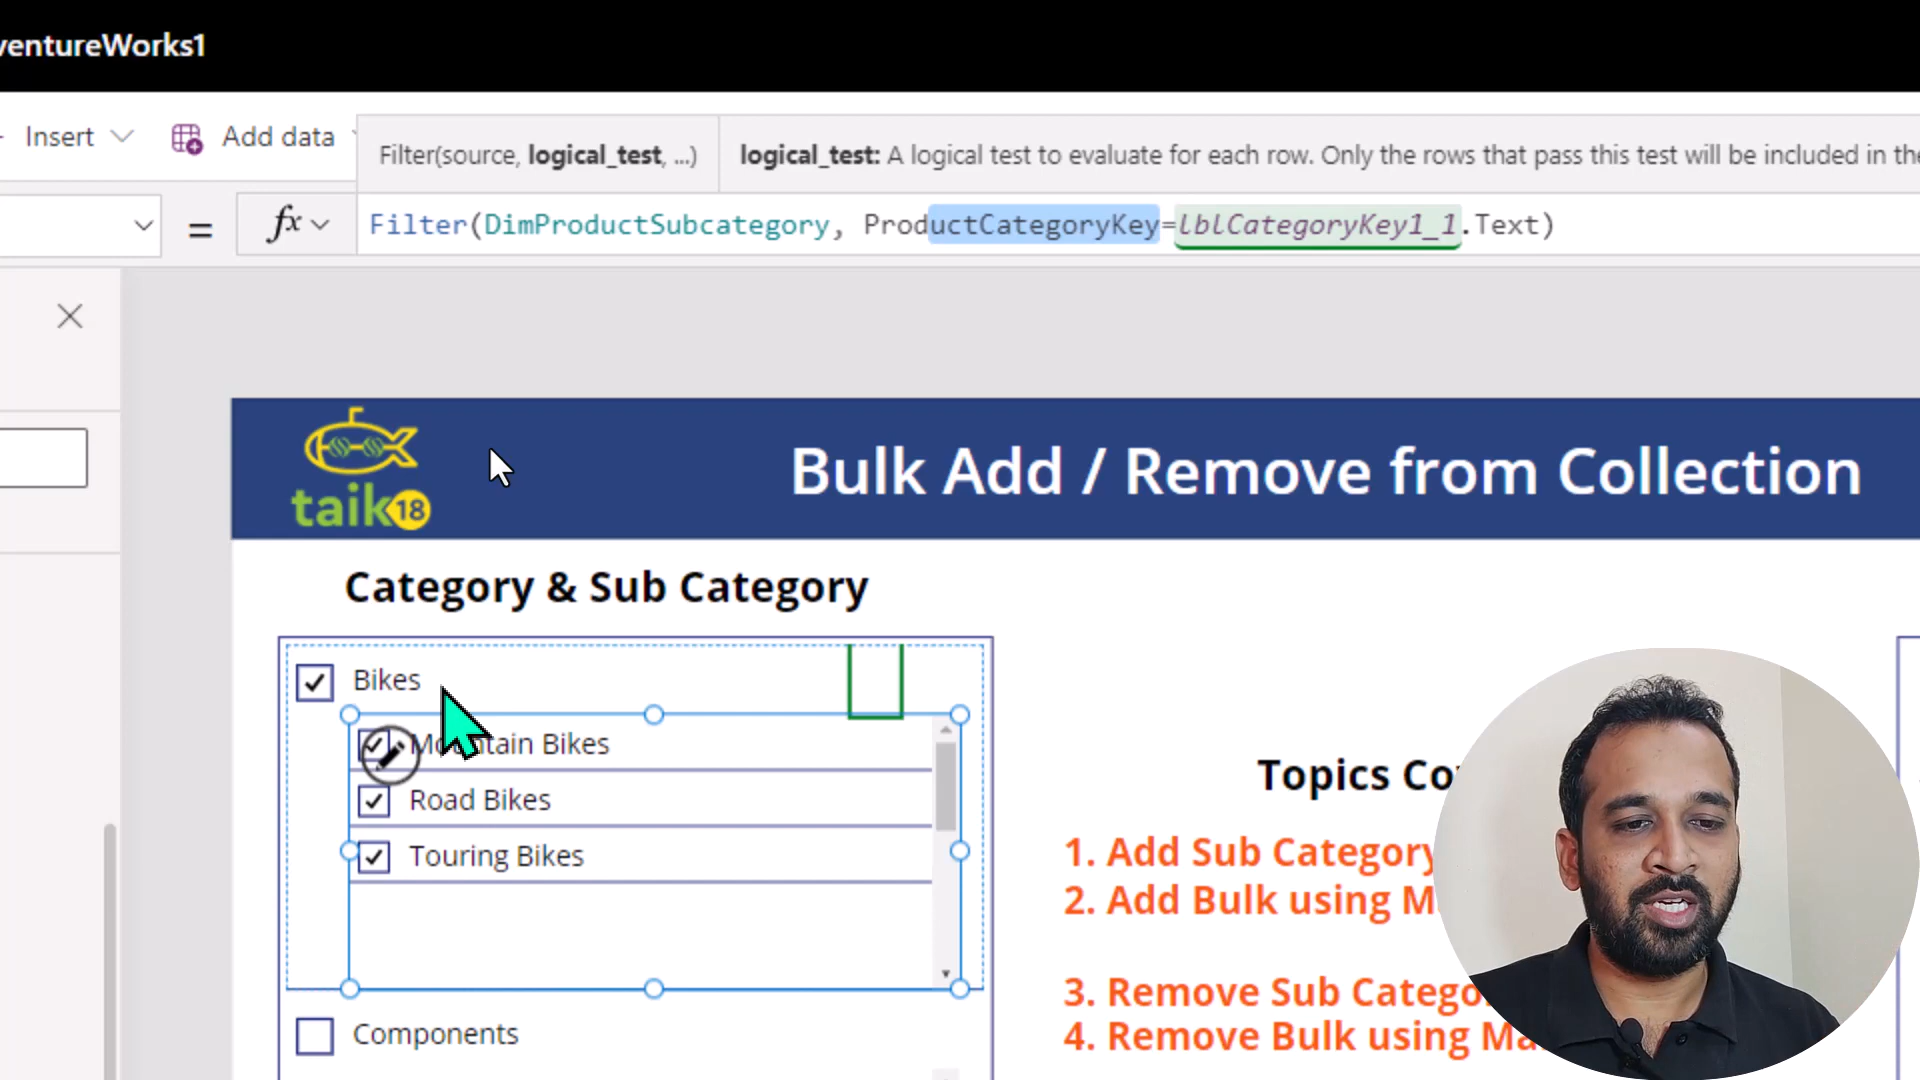 ventureWorks1
Insert
Add data
Filter(source, logical_test, ...)
logical_test: A logical test to evaluate for each row. Only the rows that pass this test will be included in the
= fx Filter(DimProductSubcategory, ProductCategoryKey=lblCategoryKey1_1.Text)
taik18
Bulk Add / Remove from Collection
Category & Sub Category
Bikes
Mountain Bikes
Road Bikes
Touring Bikes
Components
Topics Co
1. Add Sub Category
2. Add Bulk using M
3. Remove Sub Catego
4. Remove Bulk using Ma